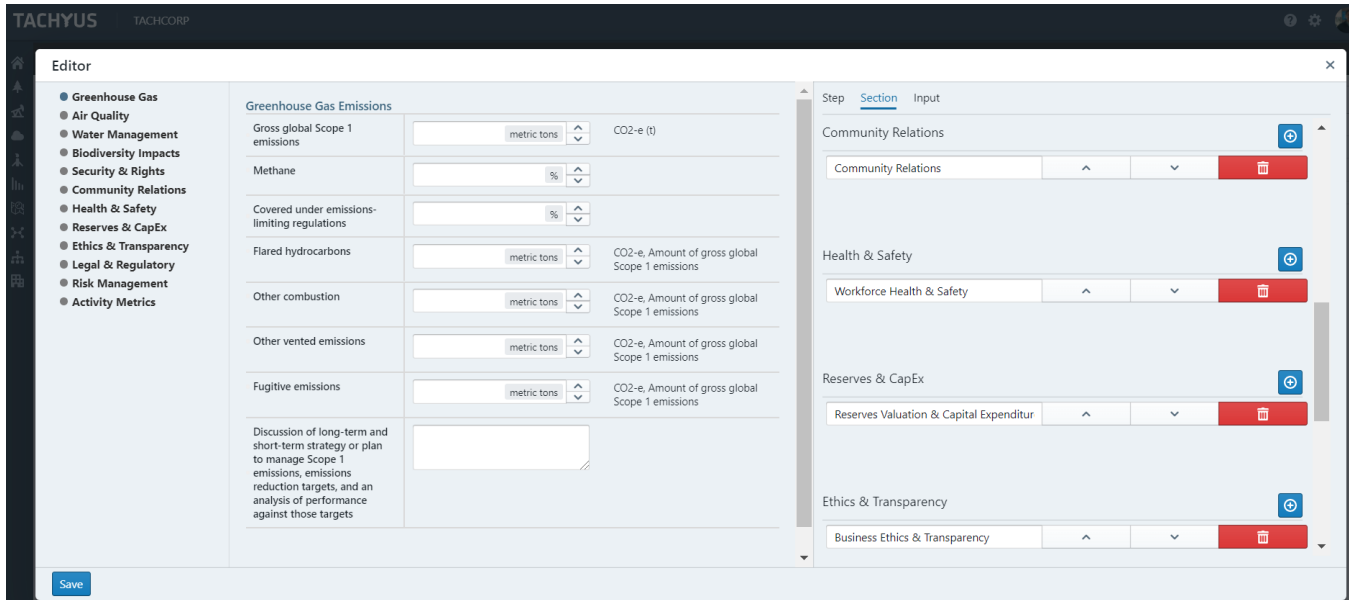 TACHYUS
TACHCORP
Editor
Greenhouse Gas
Air Quality
Water Management
Biodiversity Impacts
Security & Rights
Community Relations
Health & Safety
Reserves & CapEx
Ethics & Transparency
Legal & Regulatory
Risk Management
Activity Metrics
Greenhouse Gas Emissions
Gross global Scope 1
emissions
metric tons
CO2-e (t)
Methane
%
Covered under emissions-
limiting regulations
%
Flared hydrocarbons
metric tons
CO2-e, Amount of gross global
Scope 1 emissions
Other combustion
metric tons
CO2-e, Amount of gross global
Scope 1 emissions
Other vented emissions
metric tons
CO2-e, Amount of gross global
Scope 1 emissions
Fugitive emissions
metric tons
CO2-e, Amount of gross global
Scope 1 emissions
Discussion of long-term and
short-term strategy or plan
to manage Scope 1
emissions, emissions
reduction targets, and an
analysis of performance
against those targets
Step Section Input
Community Relations
Community Relations
Health & Safety
Workforce Health & Safety
Reserves & CapEx
Reserves Valuation & Capital Expenditur
Ethics & Transparency
Business Ethics & Transparency
Save